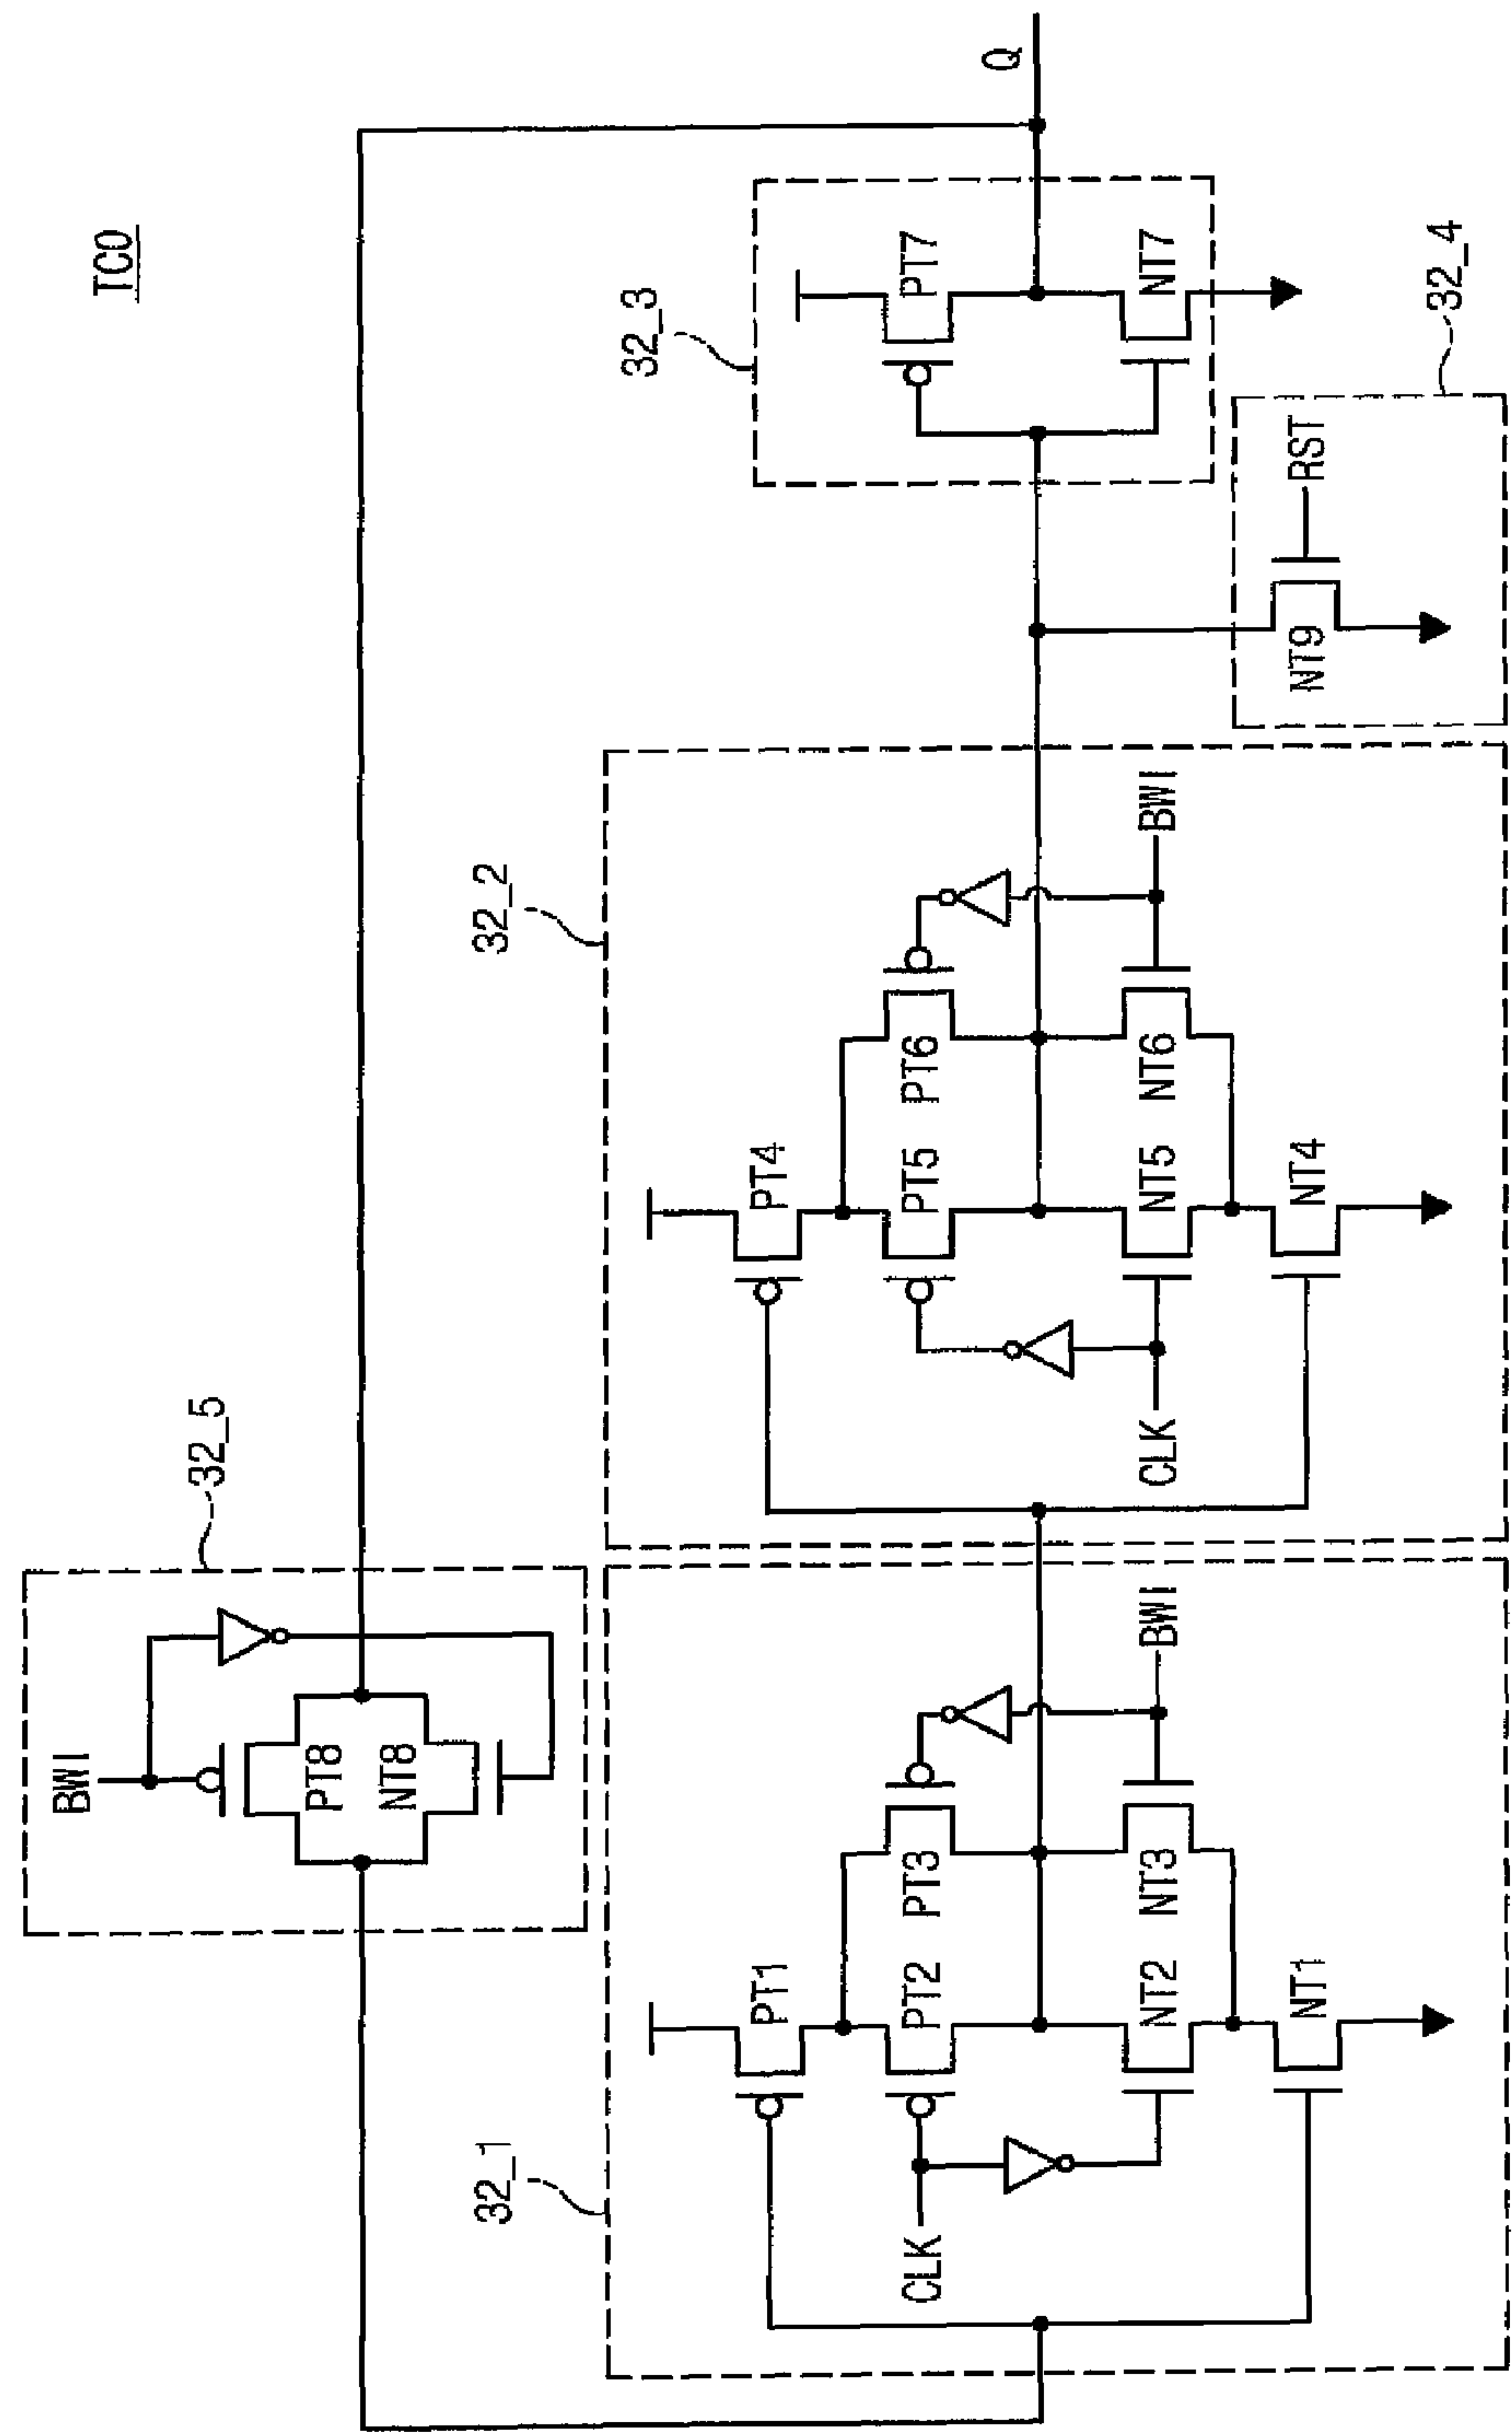 TC0
32_5
BWI
PT8
NT8
Q
32_1
32_2
32_3
PT1
PT2
PT3
CLK
NT2
NT3
BWI
NT1
PT4
PT5
PT6
CLK
NT5
NT6
BWI
NT4
PT7
NT7
32_4
NT9
RST